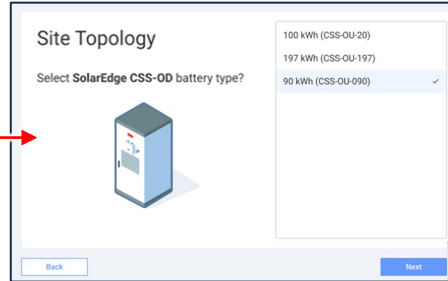 Site Topology
Select SolarEdge CSS-OD battery type?
100 kWh (CSS-OU-20)
197 kWh (CSS-OU-197)
90 kWh (CSS-OU-090)
Back
Next